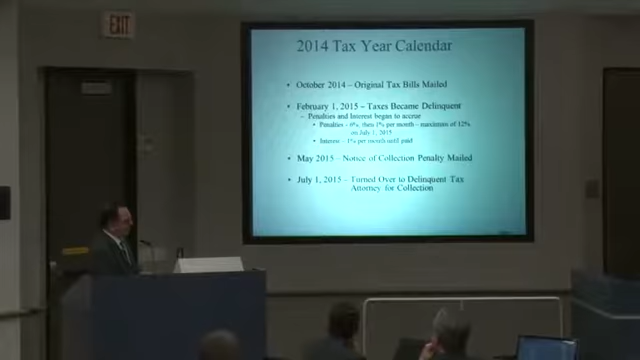 EXIT
2014 Tax Year Calendar
• October 2014 – Original Tax Bills Mailed
• February 1, 2015 – Taxes Became Delinquent
– Penalties and Interest began to accrue
• Penalties – 6%, then 1% per month – maximum of 12%
on July 1, 2015
• Interest – 1% per month until paid
• May 2015 – Notice of Collection Penalty Mailed
• July 1, 2015 – Turned Over to Delinquent Tax
Attorney for Collection